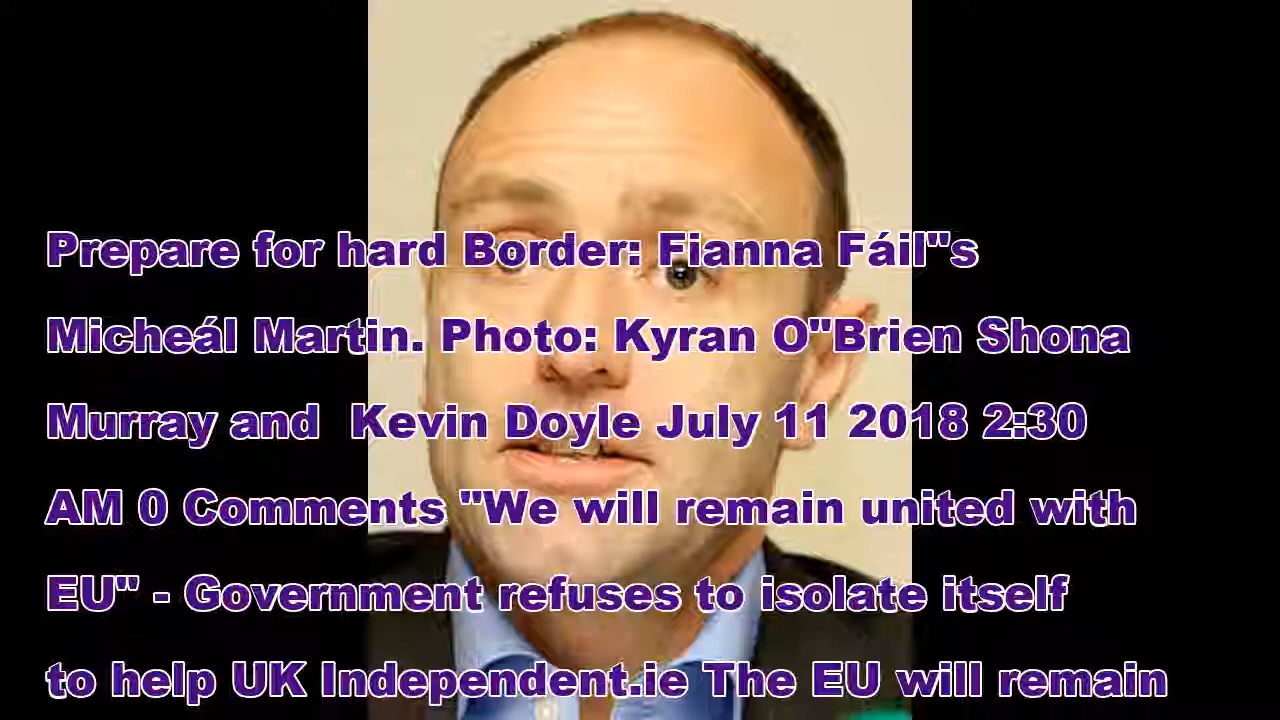 Prepare for hard Border: Fianna Fáil"s
Micheál Martin. Photo: Kyran O"Brien Shona
Murray and  Kevin Doyle July 11 2018 2:30
AM 0 Comments "We will remain united with
EU" - Government refuses to isolate itself
to help UK Independent.ie The EU will remain